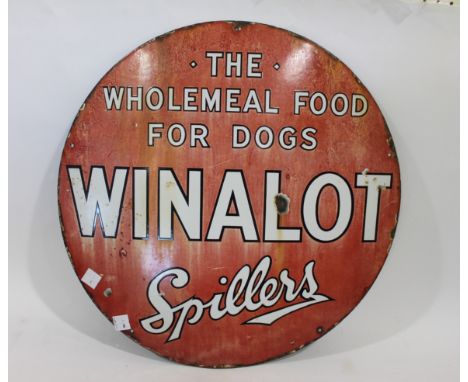 · THE ·
WHOLEMEAL FOOD
FOR DOGS
WINALOT
Spillers